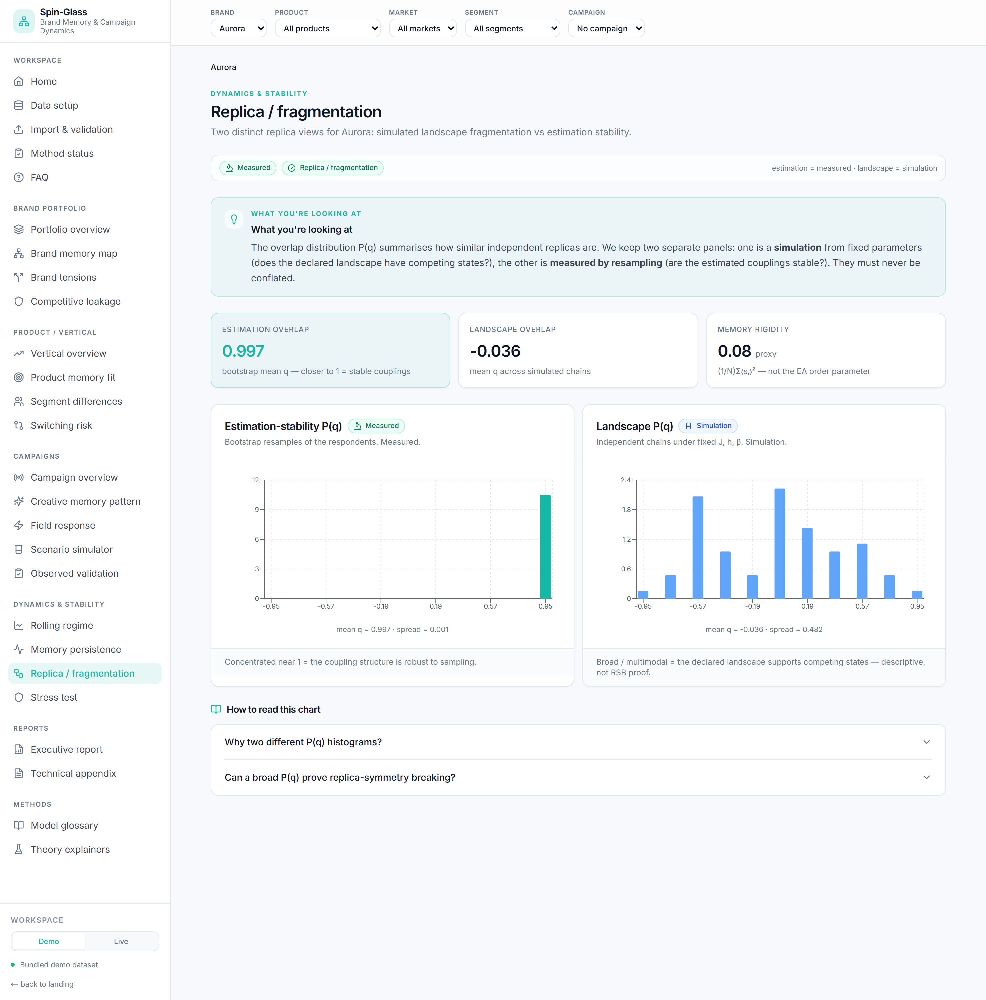 Spin-Glass
Brand Memory & Campaign
Dynamics
WORKSPACE
Home
Data setup
Import & validation
Method status
FAQ
BRAND PORTFOLIO
Portfolio overview
Brand memory map
Brand tensions
Competitive leakage
PRODUCT / VERTICAL
Vertical overview
Product memory fit
Segment differences
Switching risk
CAMPAIGNS
Campaign overview
Creative memory pattern
Field response
Scenario simulator
Observed validation
DYNAMICS & STABILITY
Rolling regime
Memory persistence
Replica / fragmentation
Stress test
REPORTS
Executive report
Technical appendix
METHODS
Model glossary
Theory explainers
WORKSPACE
Demo Live
Bundled demo dataset
← back to landing
BRAND PRODUCT MARKET SEGMENT CAMPAIGN
Aurora All products All markets All segments No campaign
Aurora
DYNAMICS & STABILITY
Replica / fragmentation
Two distinct replica views for Aurora: simulated landscape fragmentation vs estimation stability.
Measured Replica / fragmentation estimation = measured · landscape = simulation
WHAT YOU'RE LOOKING AT
What you're looking at
The overlap distribution P(q) summarises how similar independent replicas are. We keep two separate panels: one is a simulation from fixed parameters
(does the declared landscape have competing states?), the other is measured by resampling (are the estimated couplings stable?). They must never be
conflated.
ESTIMATION OVERLAP
0.997
bootstrap mean q — closer to 1 = stable couplings
LANDSCAPE OVERLAP
-0.036
mean q across simulated chains
MEMORY RIGIDITY
0.08 proxy
(1/N)Σ⟨sᵢ⟩² — not the EA order parameter
Estimation-stability P(q) Measured
Bootstrap resamples of the respondents. Measured.
12
9
6
3
0
-0.95 -0.57 -0.19 0.19 0.57 0.95
mean q = 0.997 · spread = 0.001
Concentrated near 1 = the coupling structure is robust to sampling.
Landscape P(q) Simulation
Independent chains under fixed J, h, β. Simulation.
2.4
1.8
1.2
0.6
0
-0.95 -0.57 -0.19 0.19 0.57 0.95
mean q = -0.036 · spread = 0.482
Broad / multimodal = the declared landscape supports competing states — descriptive,
not RSB proof.
How to read this chart
Why two different P(q) histograms?
Can a broad P(q) prove replica-symmetry breaking?